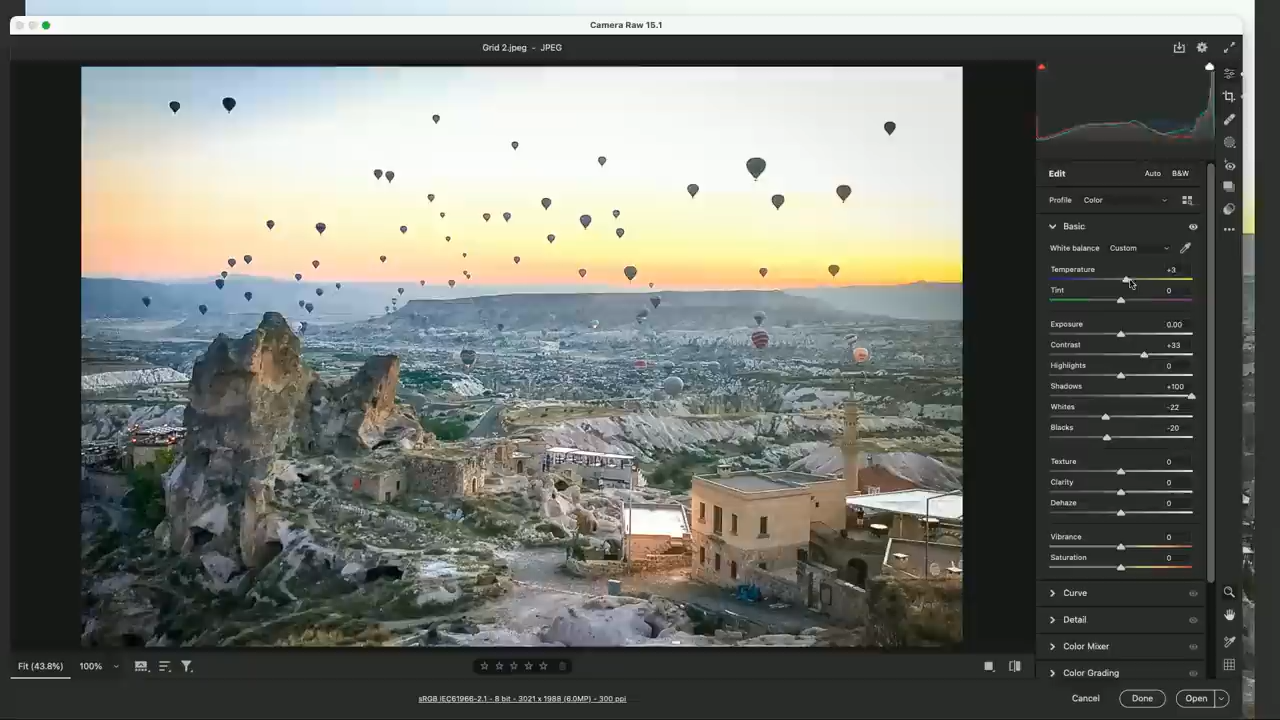 Camera Raw 15.1
Grid 2.jpeg - JPEG
Edit Auto B&W
Profile Color
Basic
White balance Custom
Temperature +3
Tint 0
Exposure 0.00
Contrast +33
Highlights 0
Shadows +100
Whites -22
Blacks -20
Texture 0
Clarity 0
Dehaze 0
Vibrance 0
Saturation 0
Curve
Detail
Color Mixer
Color Grading
Fit (43.8%) 100%
sRGB IEC61966-2.1 - 8 bit - 3021 x 1988 (6.0MP) - 300 ppi
Cancel Done Open